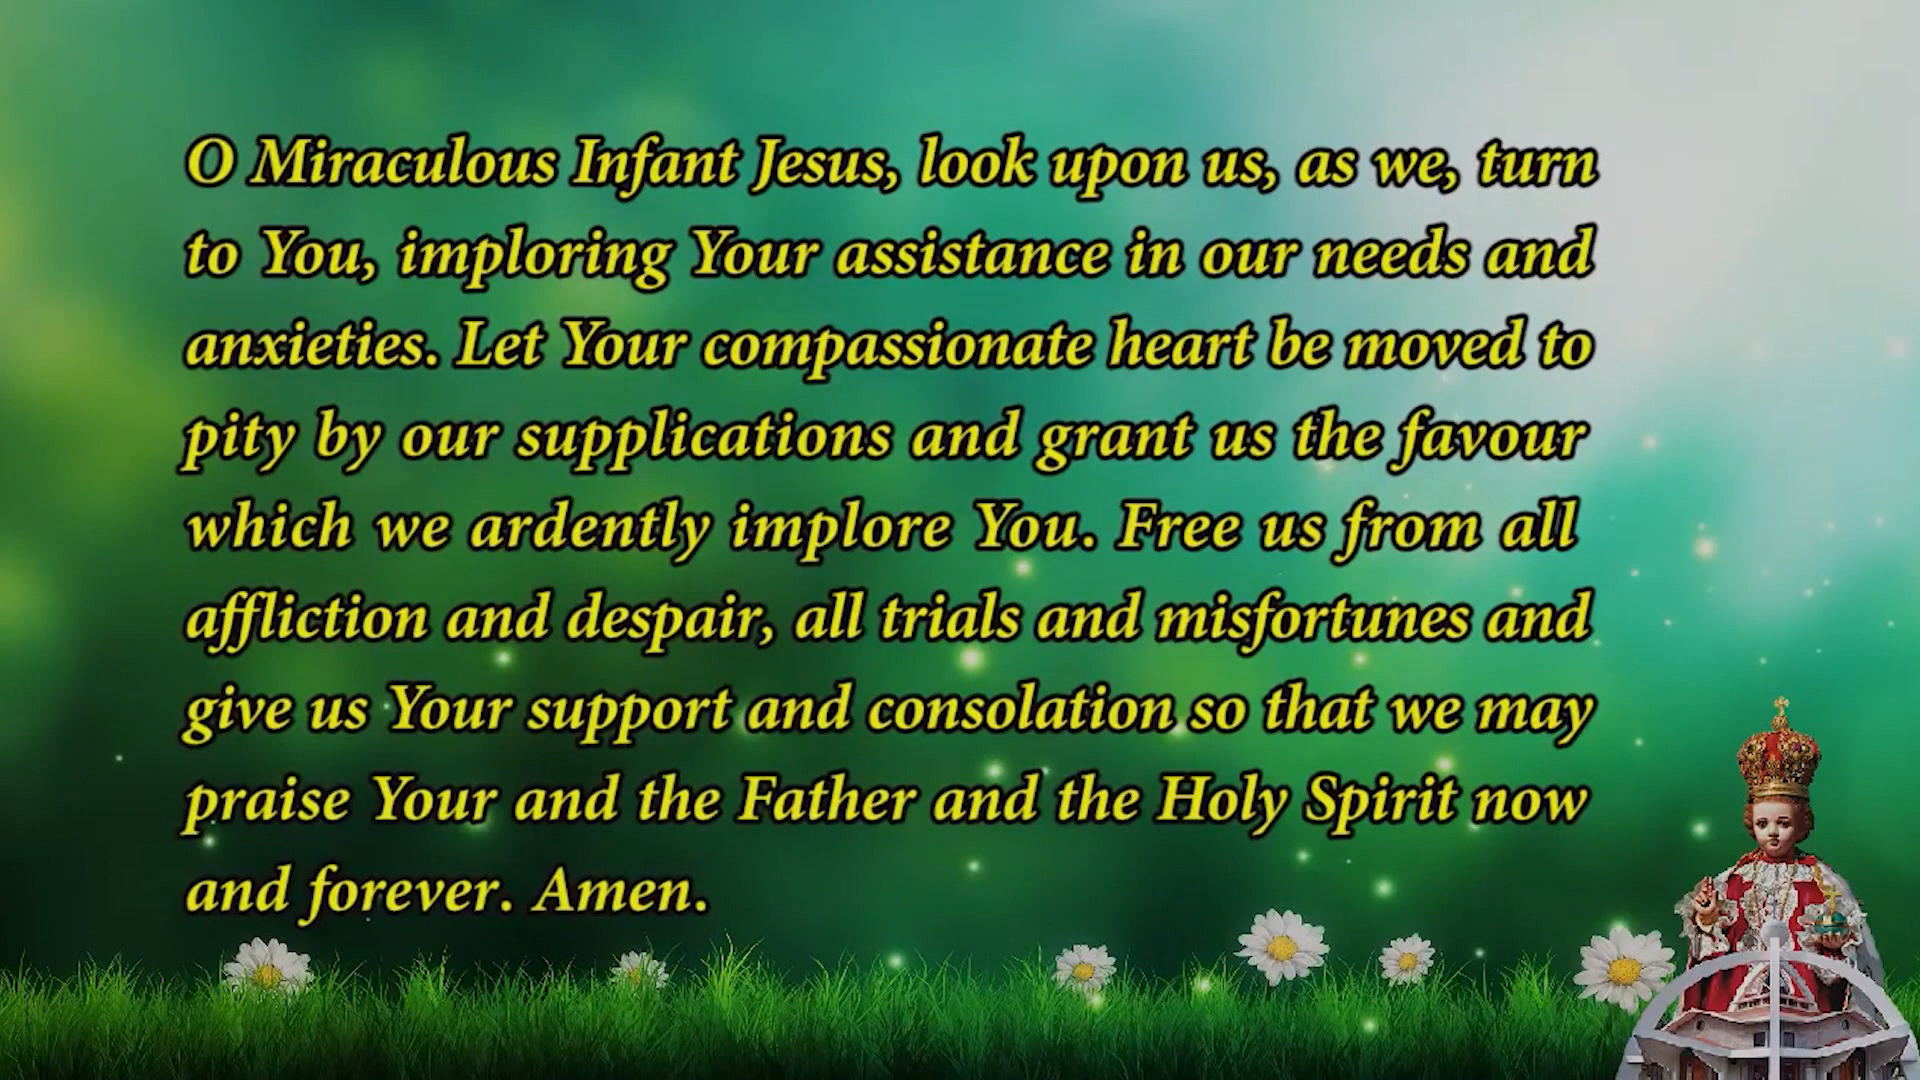 O Miraculous Infant Jesus, look upon us, as we, turn
to You, imploring Your assistance in our needs and
anxieties. Let Your compassionate heart be moved to
pity by our supplications and grant us the favour
which we ardently implore You. Free us from all
affliction and despair, all trials and misfortunes and
give us Your support and consolation so that we may
praise Your and the Father and the Holy Spirit now
and forever. Amen.